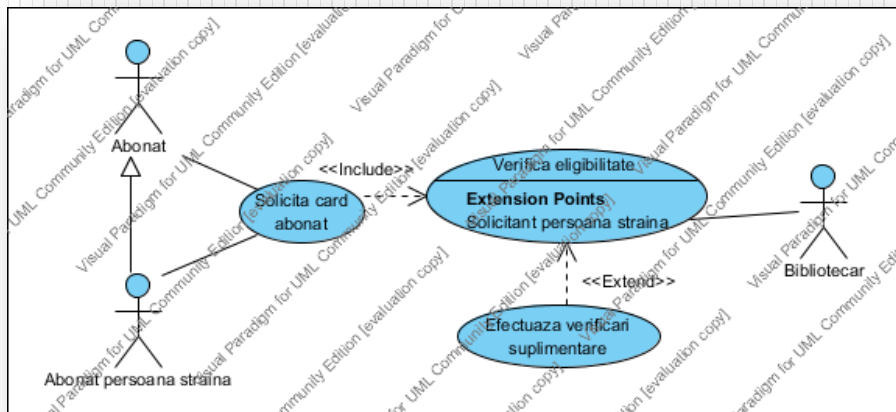 Abonat
<<Include>>
Verifica eligibilitate
Solicita card
abonat
Extension Points
Solicitant persoana straina
Bibliotecar
<<Extend>>
Efectuaza verificari
suplimentare
Abonat persoana straina
Visual Paradigm for UML Community Edition [evaluation copy]